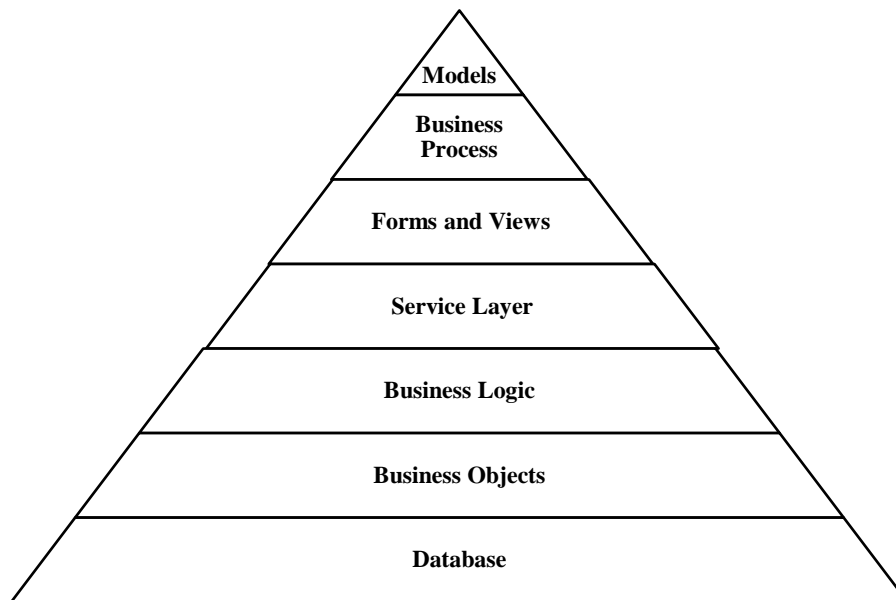 Models
Business
Process
Forms and Views
Service Layer
Business Logic
Business Objects
Database